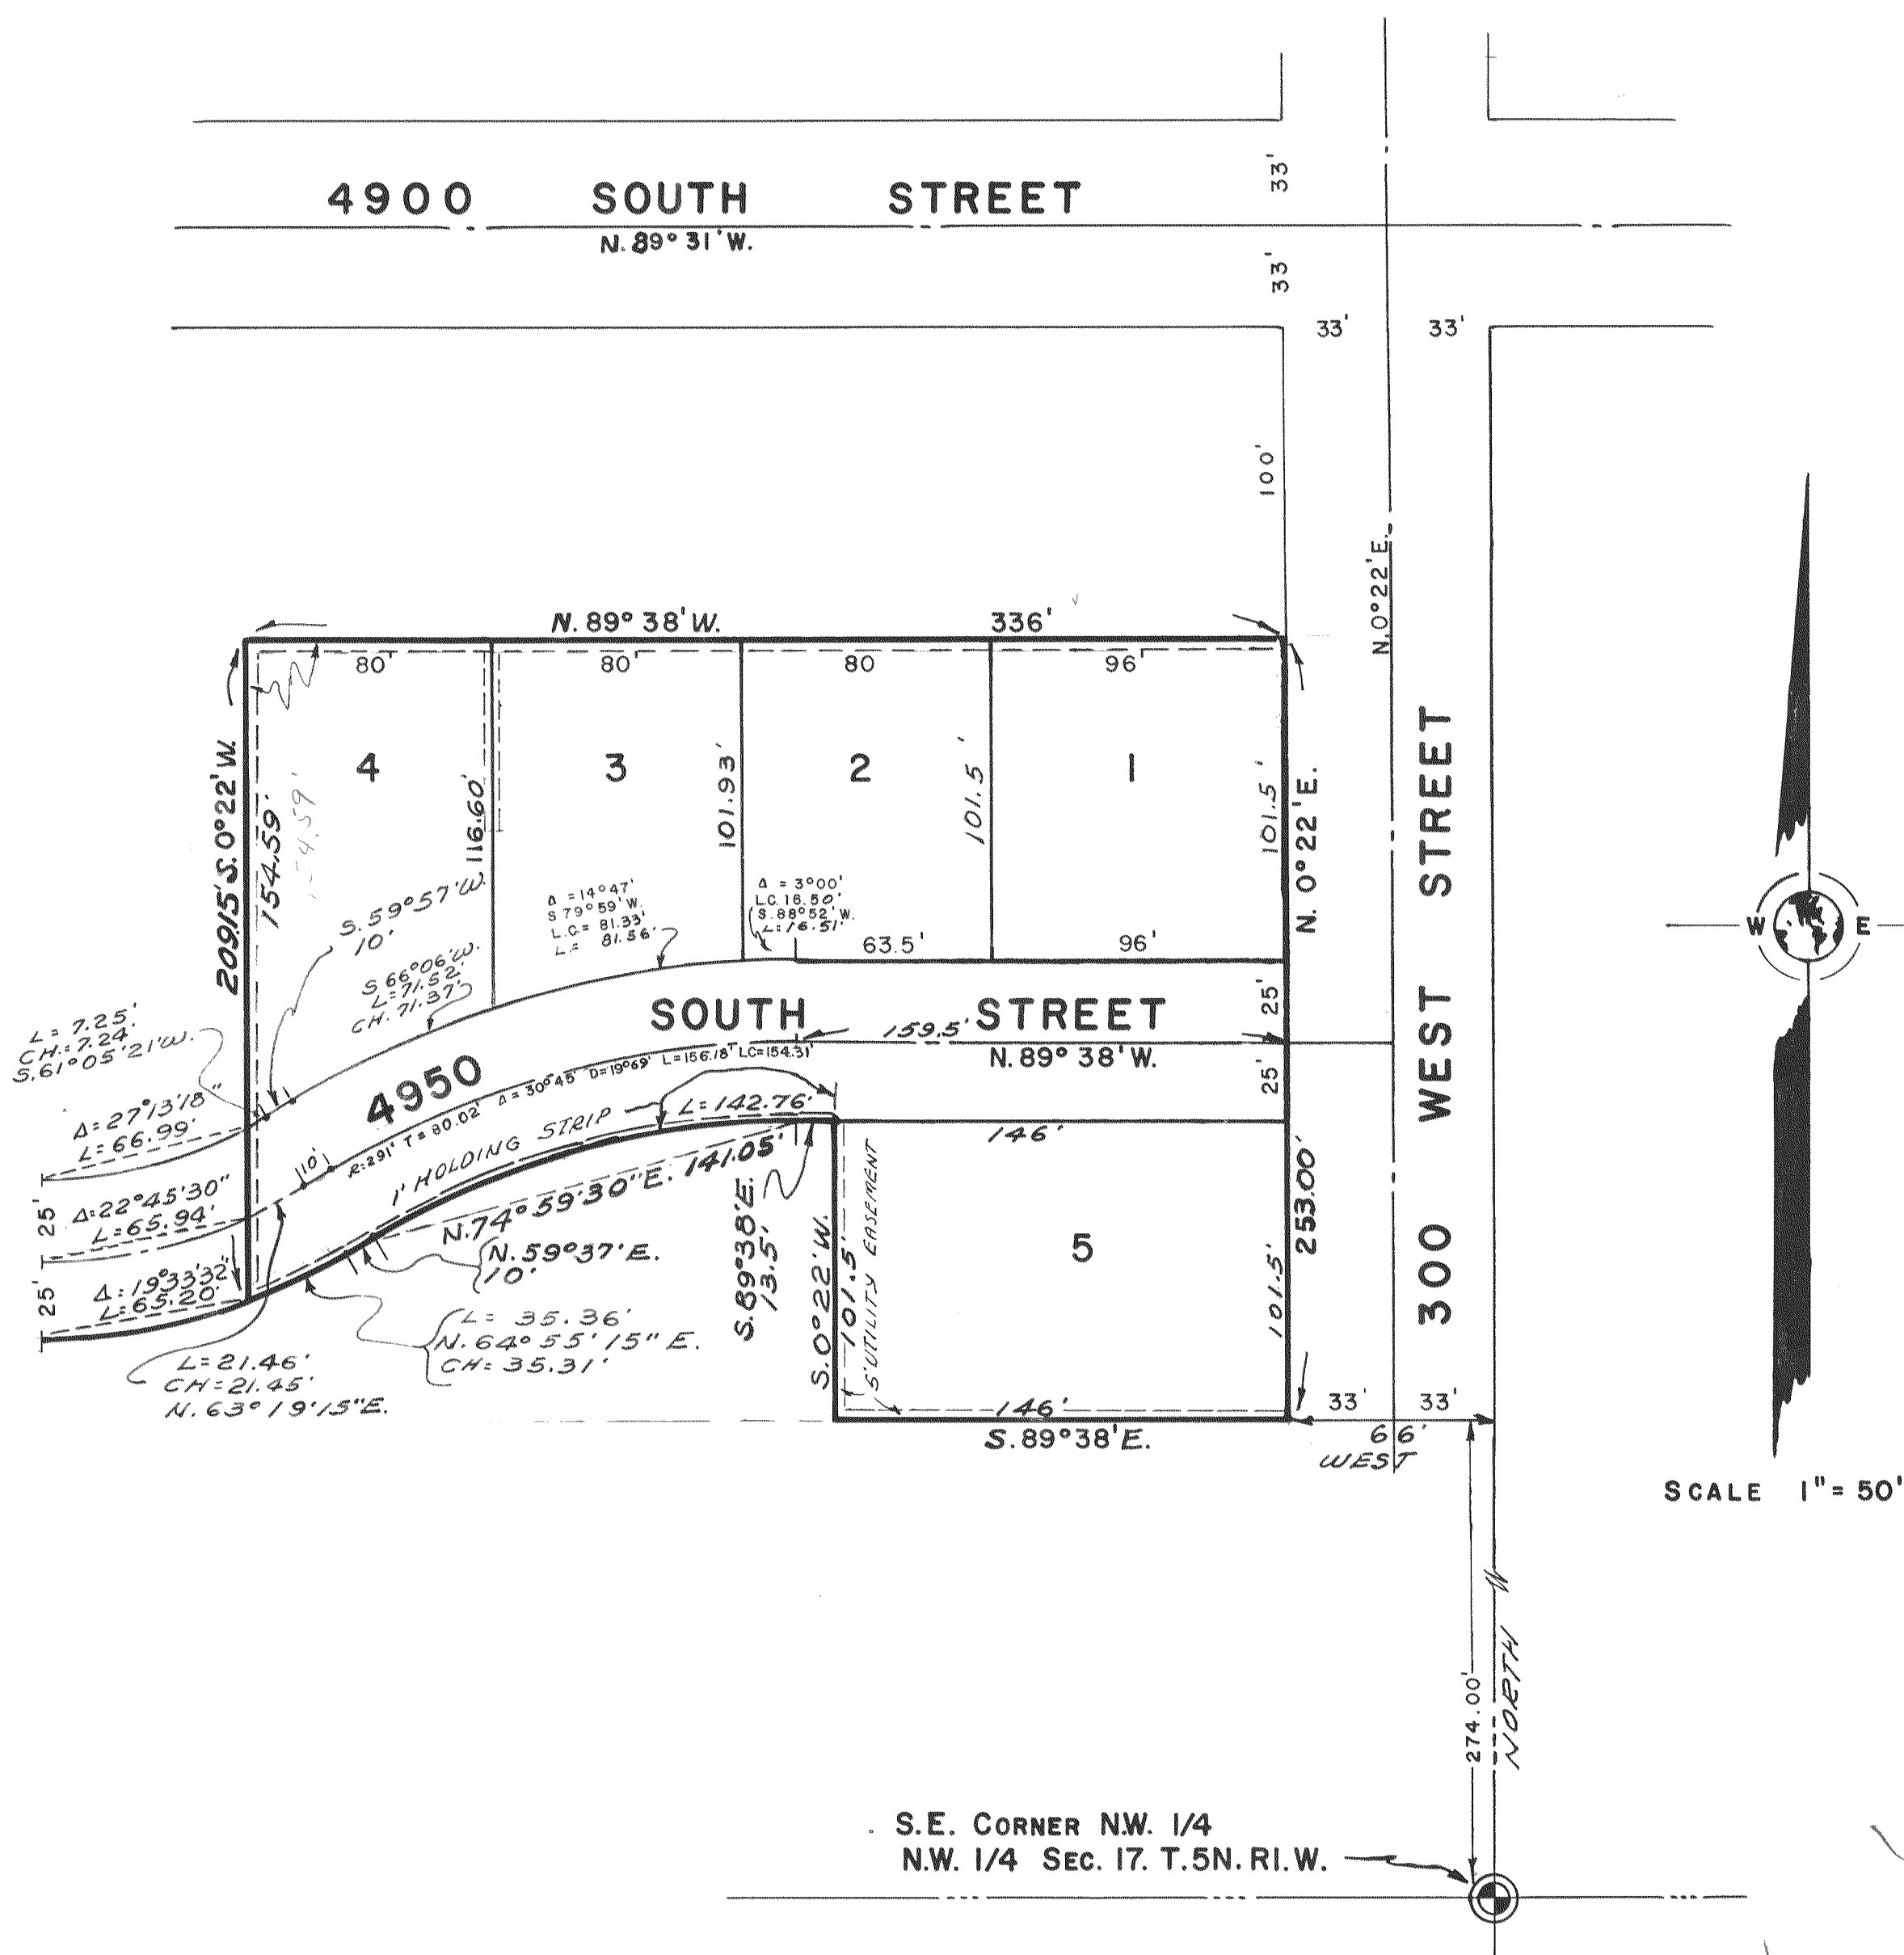 4900 SOUTH STREET
N. 89° 31' W.
33'
33'
33'
33'
100'
N. 0° 22' E.
N. 89° 38' W. 336'
80'
80'
80
96'
4
3
2
1
209.15' S. 0° 22' W.
154.59'
154.59'
116.60'
101.93'
101.5'
101.5'
N. 0° 22' E.
S. 59° 57' W.
10'
S 66° 06' W.
L= 71.52'
CH. 71.37'
Δ = 14° 47'
S 79° 59' W.
L.C.= 81.33'
L.= 81.56'
Δ = 3° 00'
L.C. 16.50'
S. 88° 52' W.
L= 16.51'
63.5'
96'
L= 7.25'
CH.= 7.24'
S. 61° 05' 21" W.
Δ= 27° 13' 18"
L= 66.99'
25'
Δ= 22° 45' 30"
L= 65.94'
25'
Δ= 19° 33' 32"
L= 65.20'
4950 SOUTH STREET
159.5'
N. 89° 38' W.
25'
25'
10'
R=291' T= 80.02' Δ = 30° 45' D=19° 69' L=156.18' LC=154.31'
1' HOLDING STRIP
L= 142.76'
N. 74° 59' 30" E. 141.05'
N. 59° 37' E.
10'
L= 35.36'
N. 64° 55' 15" E.
CH= 35.31'
L= 21.46'
CH= 21.45'
N. 63° 19' 15" E.
S. 89° 38' E.
13.5'
S. 0° 22' W.
101.5'
5' UTILITY EASEMENT
146'
5
101.5'
253.00'
146'
S. 89° 38' E.
300 WEST STREET
33'
33'
66'
WEST
W
E
SCALE 1" = 50'
274.00'
NORTH
S.E. CORNER N.W. 1/4
N.W. 1/4 SEC. 17. T.5N. R1.W.